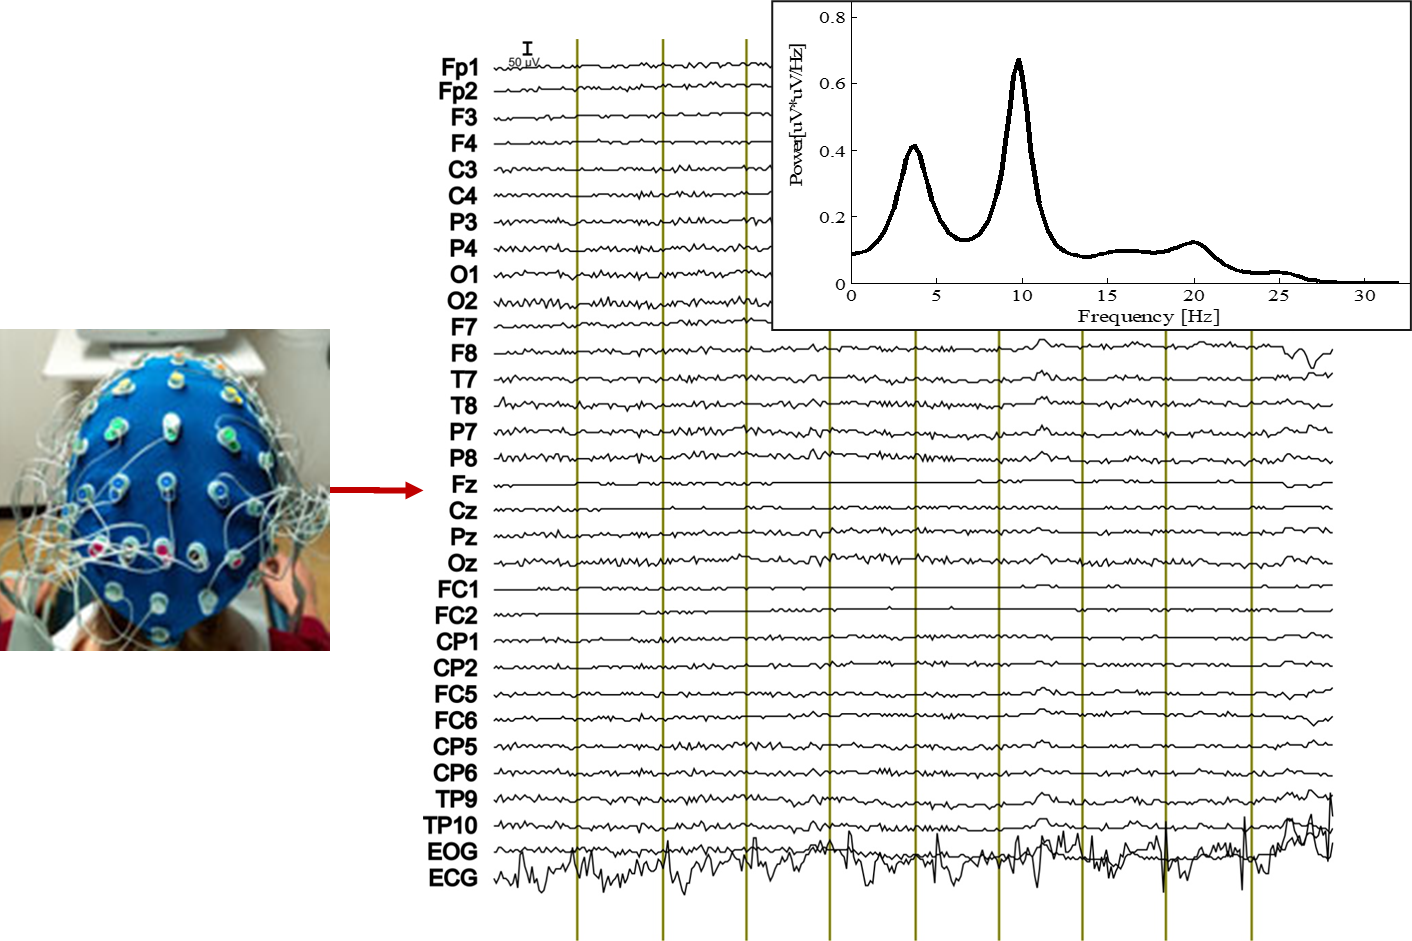 50 µV
Fp1
Fp2
F3
F4
C3
C4
P3
P4
O1
O2
F7
F8
T7
T8
P7
P8
Fz
Cz
Pz
Oz
FC1
FC2
CP1
CP2
FC5
FC6
CP5
CP6
TP9
TP10
EOG
ECG
Power[uV*uV/Hz]
0.8
0.6
0.4
0.2
0
0 5 10 15 20 25 30
Frequency [Hz]